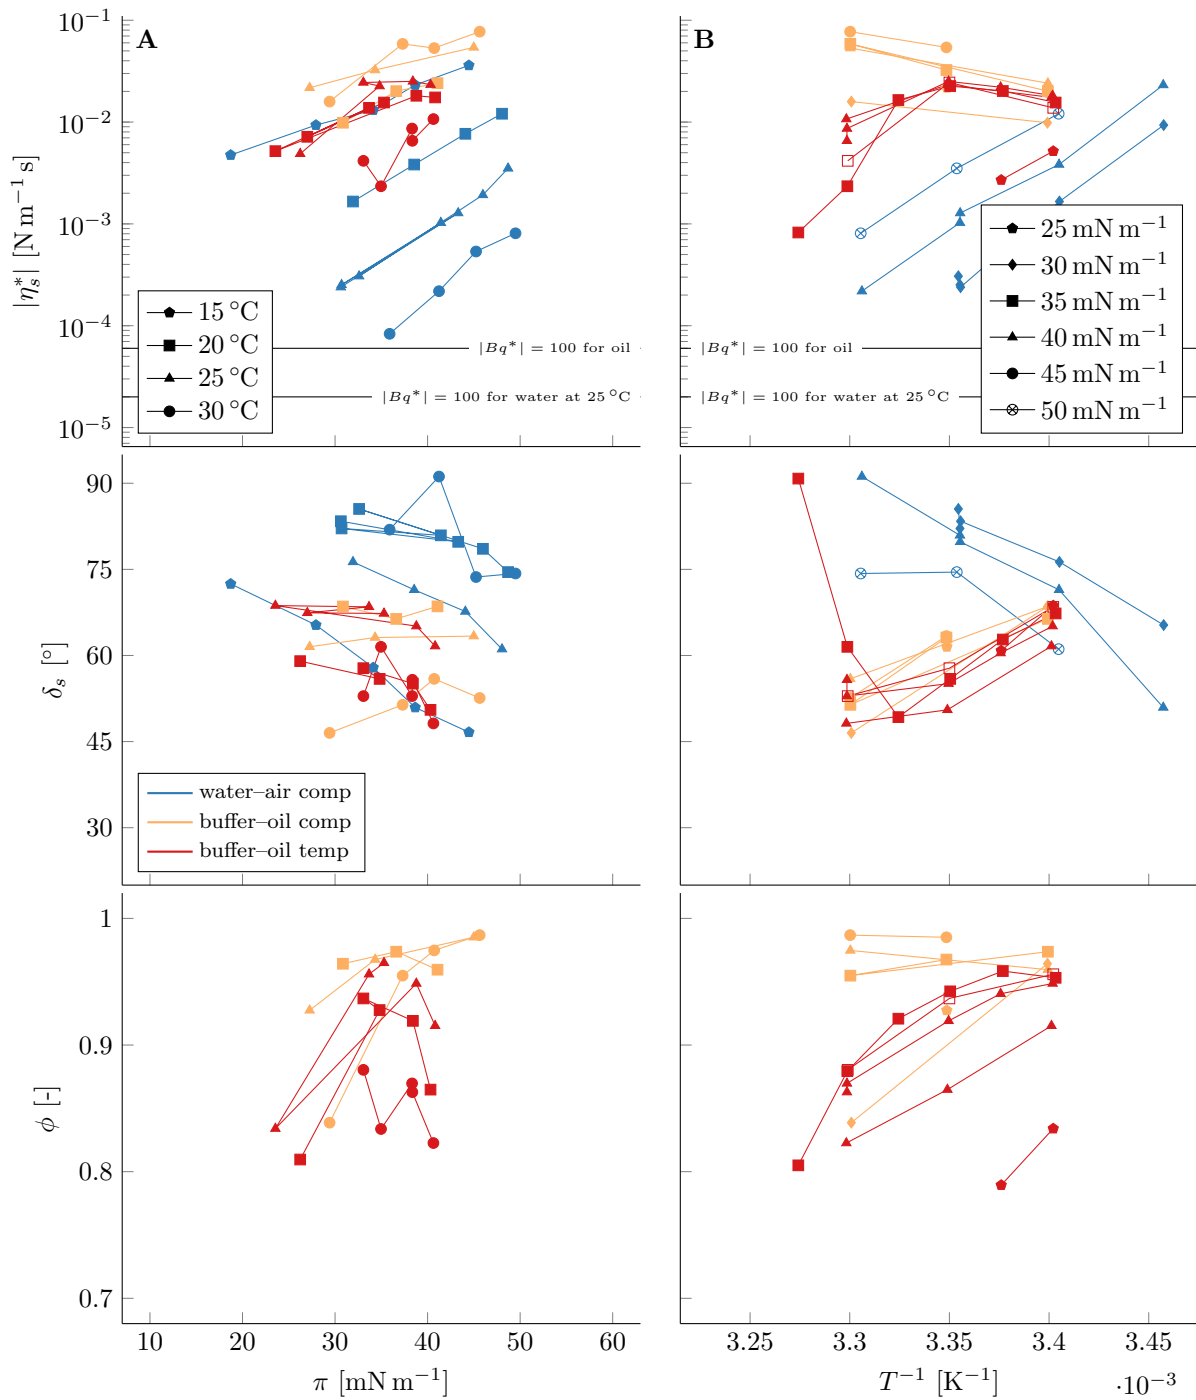 A
B
10−1
10−2
10−3
10−4
10−5
|η*s| [N m−1 s]
15 °C
20 °C
25 °C
30 °C
|Bq*| = 100 for oil
|Bq*| = 100 for water at 25 °C
|Bq*| = 100 for oil
|Bq*| = 100 for water at 25 °C
25 mN m−1
30 mN m−1
35 mN m−1
40 mN m−1
45 mN m−1
50 mN m−1
90
75
60
45
30
δs [°]
water–air comp
buffer–oil comp
buffer–oil temp
1
0.9
0.8
0.7
ϕ [-]
10 20 30 40 50 60
π [mN m−1]
3.25 3.3 3.35 3.4 3.45
T−1 [K−1]
·10−3